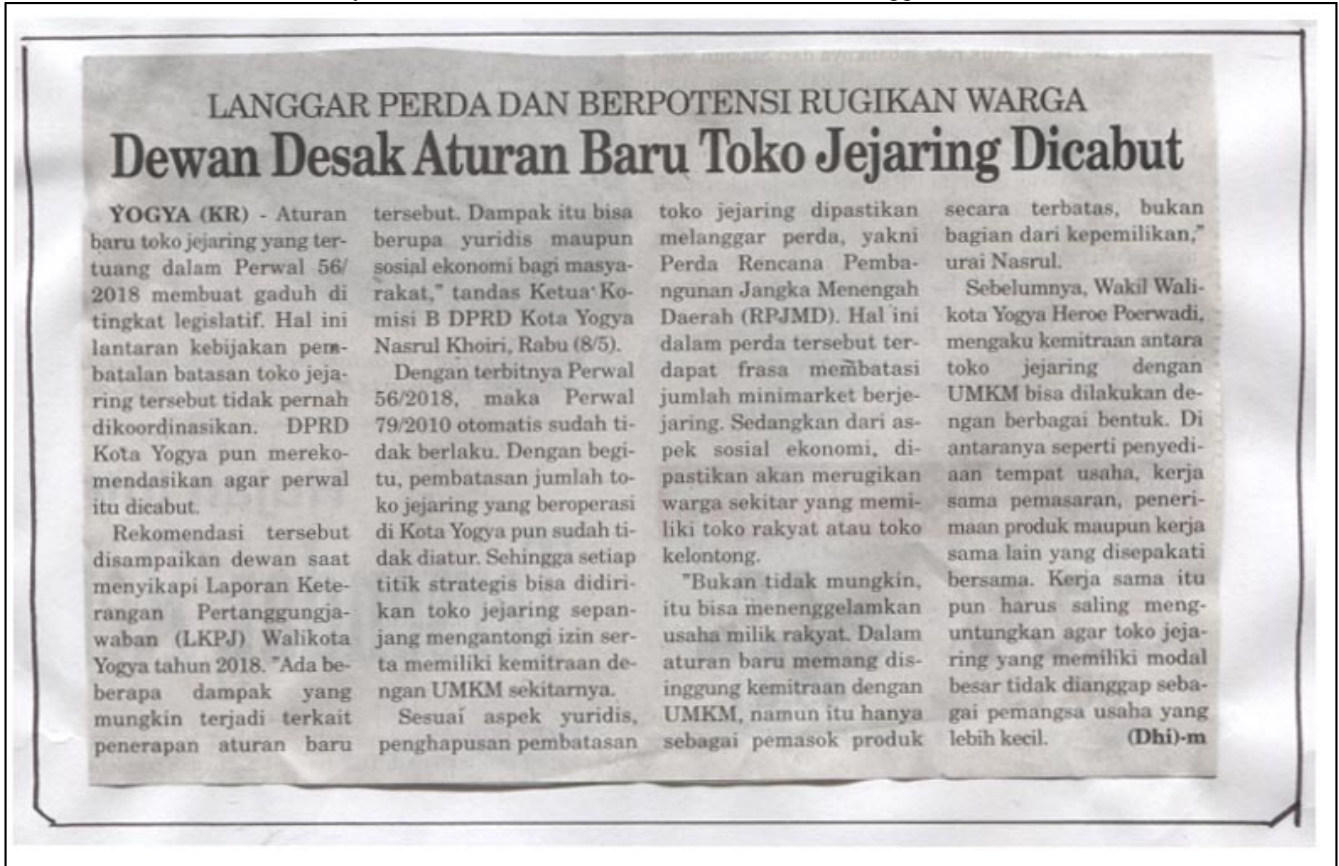 LANGGAR PERDA DAN BERPOTENSI RUGIKAN WARGA
Dewan Desak Aturan Baru Toko Jejaring Dicabut
YOGYA (KR) - Aturan
baru toko jejaring yang ter-
tuang dalam Perwal 56/
2018 membuat gaduh di
tingkat legislatif. Hal ini
lantaran kebijakan pem-
batalan batasan toko jeja-
ring tersebut tidak pernah
dikoordinasikan. DPRD
Kota Yogya pun mereko-
mendasikan agar perwal
itu dicabut.
Rekomendasi tersebut
disampaikan dewan saat
menyikapi Laporan Kete-
rangan Pertanggungja-
waban (LKPJ) Walikota
Yogya tahun 2018. "Ada be-
berapa dampak yang
mungkin terjadi terkait
penerapan aturan baru
tersebut. Dampak itu bisa
berupa yuridis maupun
sosial ekonomi bagi masya-
rakat," tandas Ketua Ko-
misi B DPRD Kota Yogya
Nasrul Khoiri, Rabu (8/5).
Dengan terbitnya Perwal
56/2018, maka Perwal
79/2010 otomatis sudah ti-
dak berlaku. Dengan begi-
tu, pembatasan jumlah to-
ko jejaring yang beroperasi
di Kota Yogya pun sudah ti-
dak diatur. Sehingga setiap
titik strategis bisa didiri-
kan toko jejaring sepan-
jang mengantongi izin ser-
ta memiliki kemitraan de-
ngan UMKM sekitarnya.
Sesuai aspek yuridis,
penghapusan pembatasan
toko jejaring dipastikan
melanggar perda, yakni
Perda Rencana Pemba-
ngunan Jangka Menengah
Daerah (RPJMD). Hal ini
dalam perda tersebut ter-
dapat frasa membatasi
jumlah minimarket berje-
jaring. Sedangkan dari as-
pek sosial ekonomi, di-
pastikan akan merugikan
warga sekitar yang memi-
liki toko rakyat atau toko
kelontong.
"Bukan tidak mungkin,
itu bisa menenggelamkan
usaha milik rakyat. Dalam
aturan baru memang dis-
inggung kemitraan dengan
UMKM, namun itu hanya
sebagai pemasok produk
secara terbatas, bukan
bagian dari kepemilikan,"
urai Nasrul.
Sebelumnya, Wakil Wali-
kota Yogya Heroe Poerwadi,
mengaku kemitraan antara
toko jejaring dengan
UMKM bisa dilakukan de-
ngan berbagai bentuk. Di
antaranya seperti penyedi-
aan tempat usaha, kerja
sama pemasaran, peneri-
maan produk maupun kerja
sama lain yang disepakati
bersama. Kerja sama itu
pun harus saling meng-
untungkan agar toko jeja-
ring yang memiliki modal
besar tidak dianggap seba-
gai pemangsa usaha yang
lebih kecil. (Dhi)-m